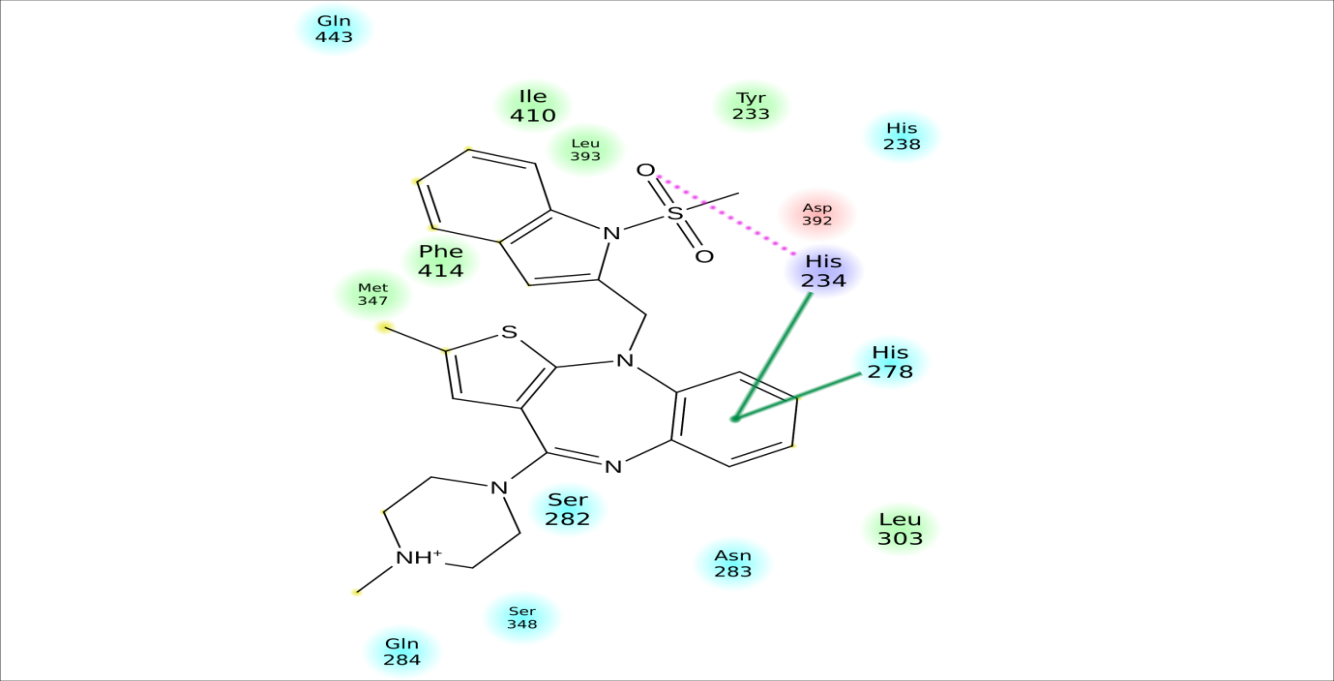 Gln
443
Ile
410
Tyr
233
Leu
393
His
238
O
S
N
O
Asp
392
Phe
414
His
234
Met
347
S
N
His
278
N
N
Ser
282
Leu
303
NH+
Asn
283
Ser
348
Gln
284